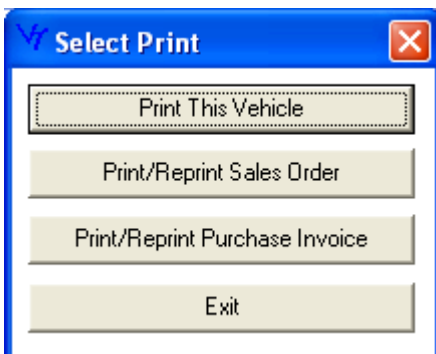 Select Print
Print This Vehicle
Print/Reprint Sales Order
Print/Reprint Purchase Invoice
Exit